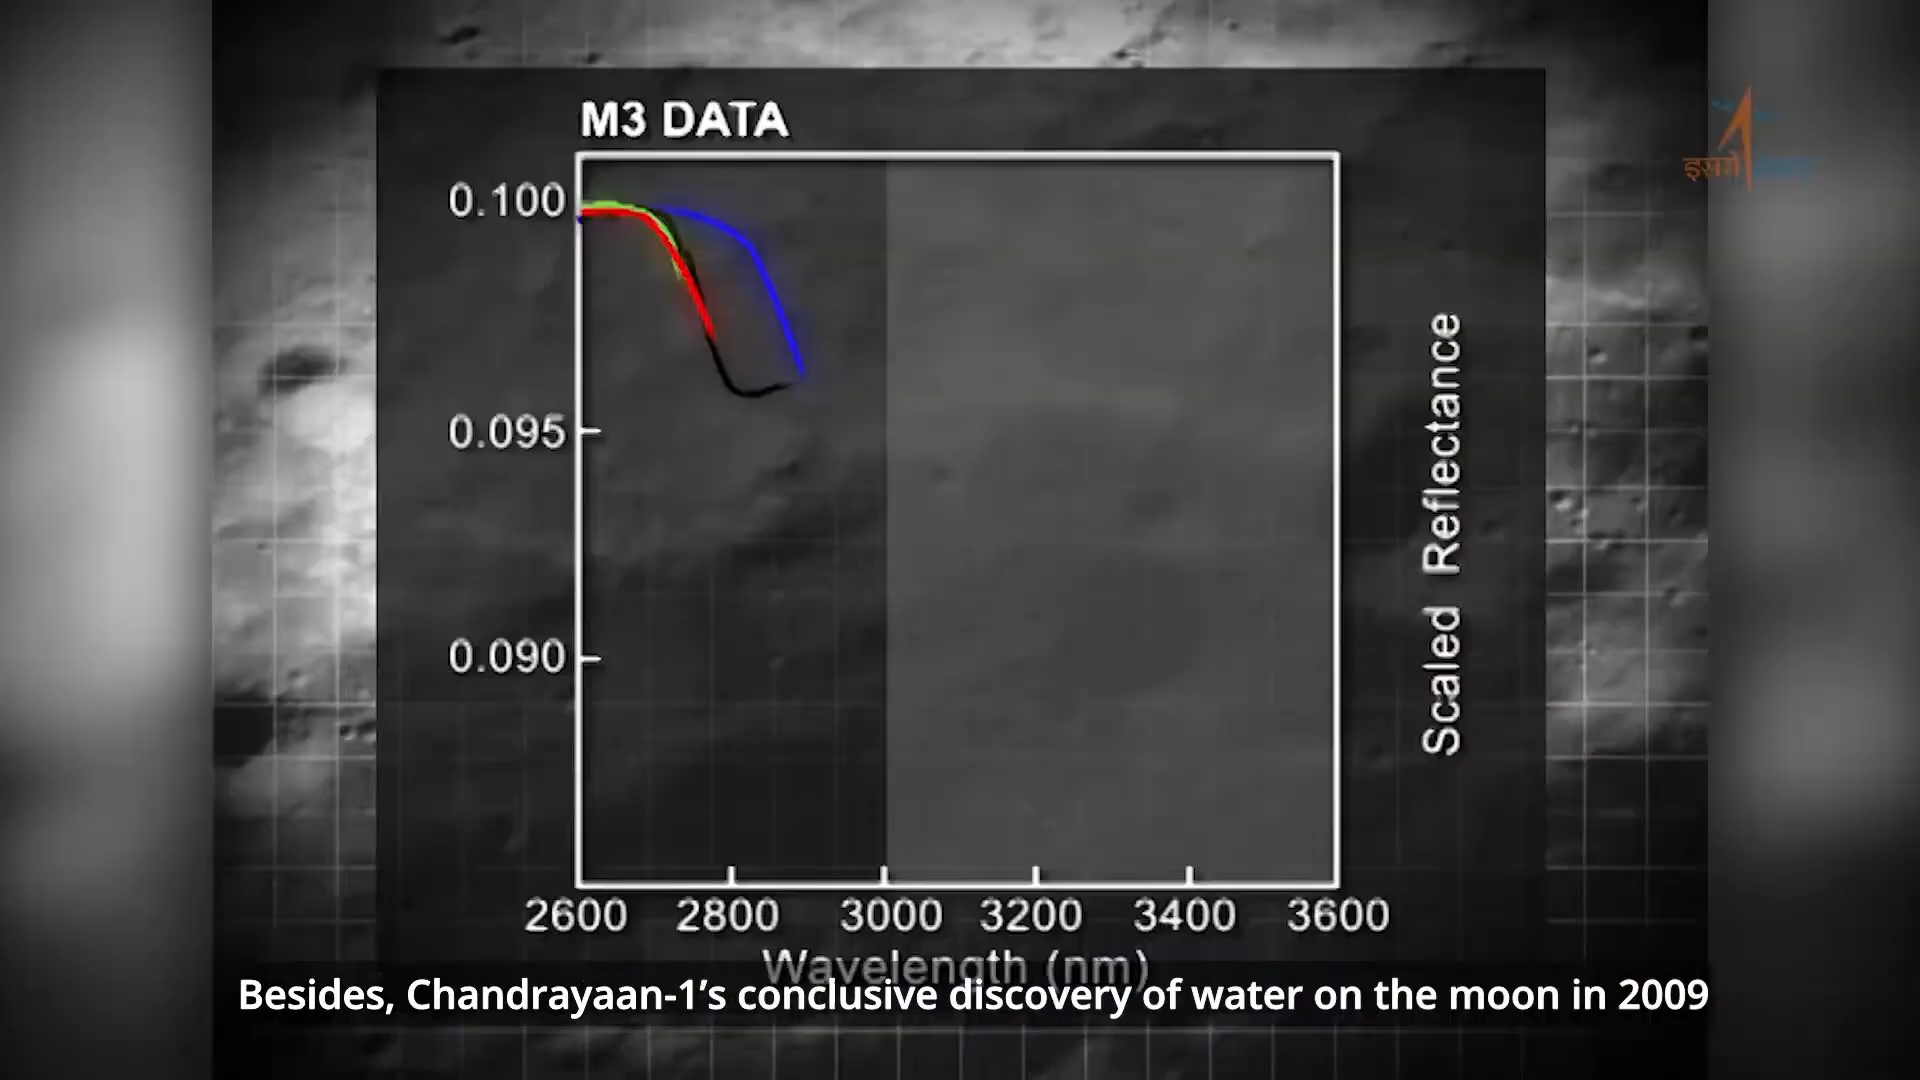 M3 DATA
इसरो
0.100
0.095
0.090
Scaled Reflectance
2600 2800 3000 3200 3400 3600
Wavelength (nm)
Besides, Chandrayaan-1’s conclusive discovery of water on the moon in 2009